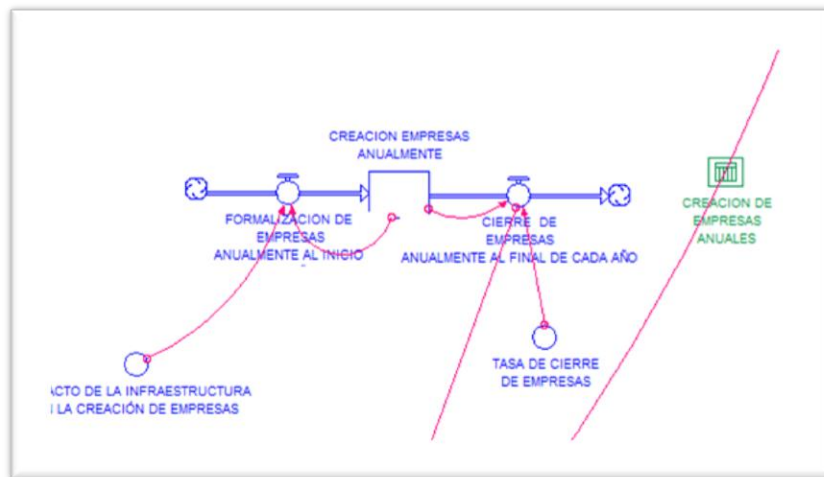 CREACION EMPRESAS
ANUALMENTE
FORMALIZACION DE
EMPRESAS
ANUALMENTE AL INICIO
CIERRE DE
EMPRESAS
ANUALMENTE AL FINAL DE CADA AÑO
CREACION DE
EMPRESAS
ANUALES
TASA DE CIERRE
DE EMPRESAS
ACTO DE LA INFRAESTRUCTURA
LA CREACIÓN DE EMPRESAS